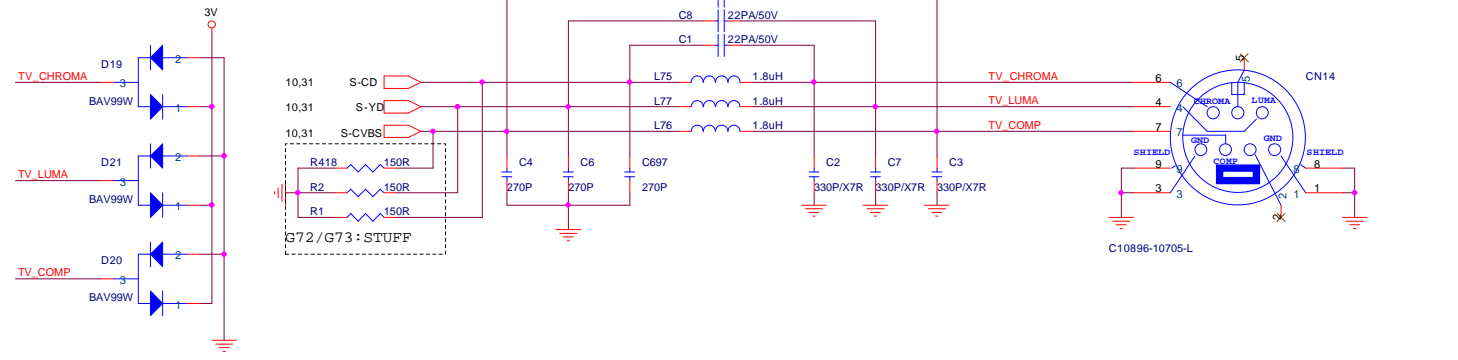 3V
D19
2
TV_CHROMA
3
BAV99W
1
D21
2
TV_LUMA
3
BAV99W
1
D20
2
TV_COMP
3
BAV99W
1
C8
22PA/50V
C1
22PA/50V
10,31
S-CD
L75
1.8uH
TV_CHROMA
6
10,31
S-YD
L77
1.8uH
TV_LUMA
4
10,31
S-CVBS
L76
1.8uH
TV_COMP
7
R418
150R
R2
150R
R1
150R
G72/G73:STUFF
C4
270P
C6
270P
C697
270P
C2
330P/X7R
C7
330P/X7R
C3
330P/X7R
CN14
5
5
6
CHROMA
LUMA
4
7
GND
GND
SHIELD
COMP
SHIELD
9
9
8
8
3
3
2
1
1
2
C10896-10705-L